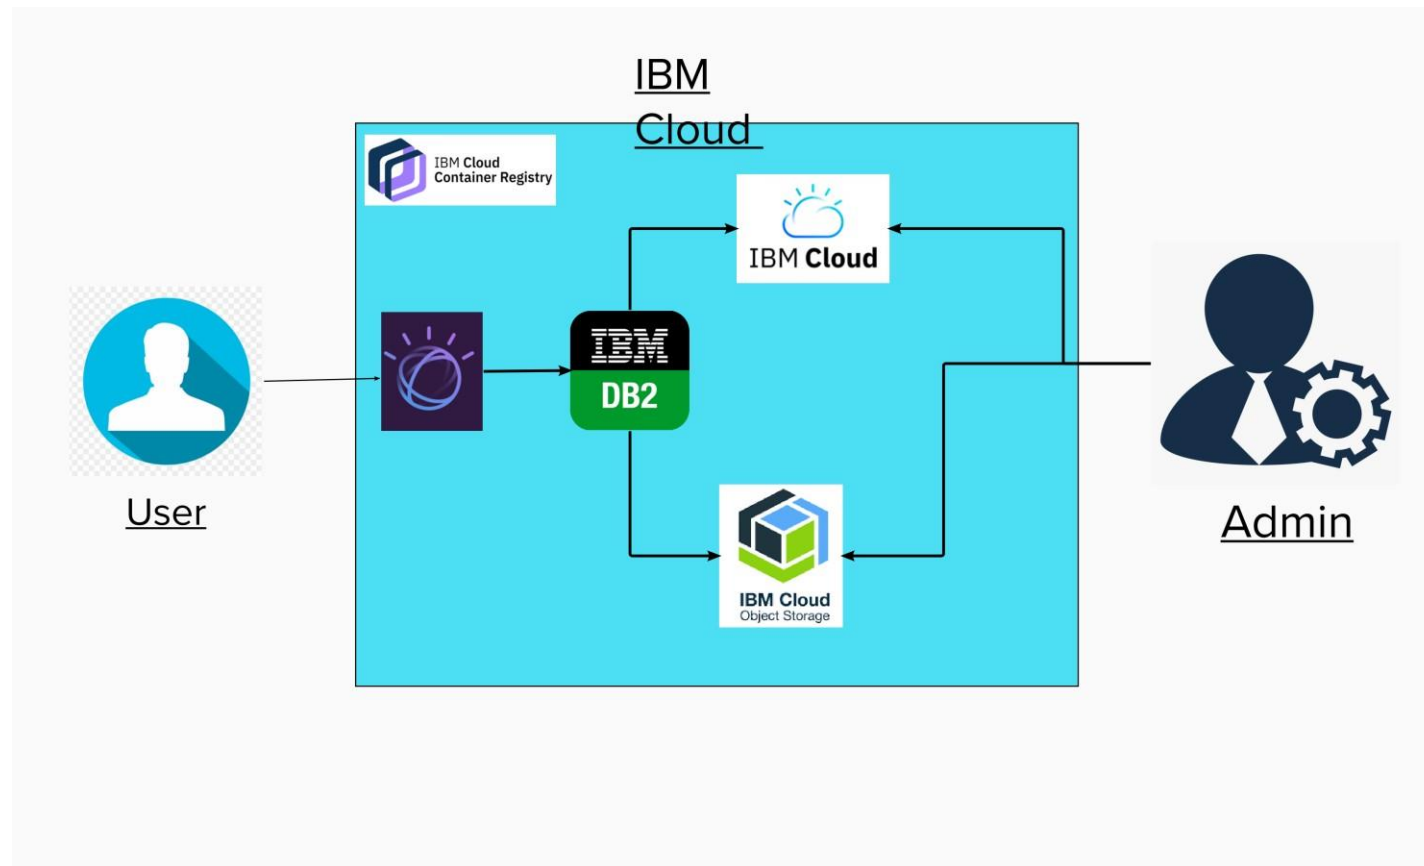 IBM
Cloud
IBM Cloud
Container Registry
IBM Cloud
IBM
DB2
User
IBM Cloud
Object Storage
Admin